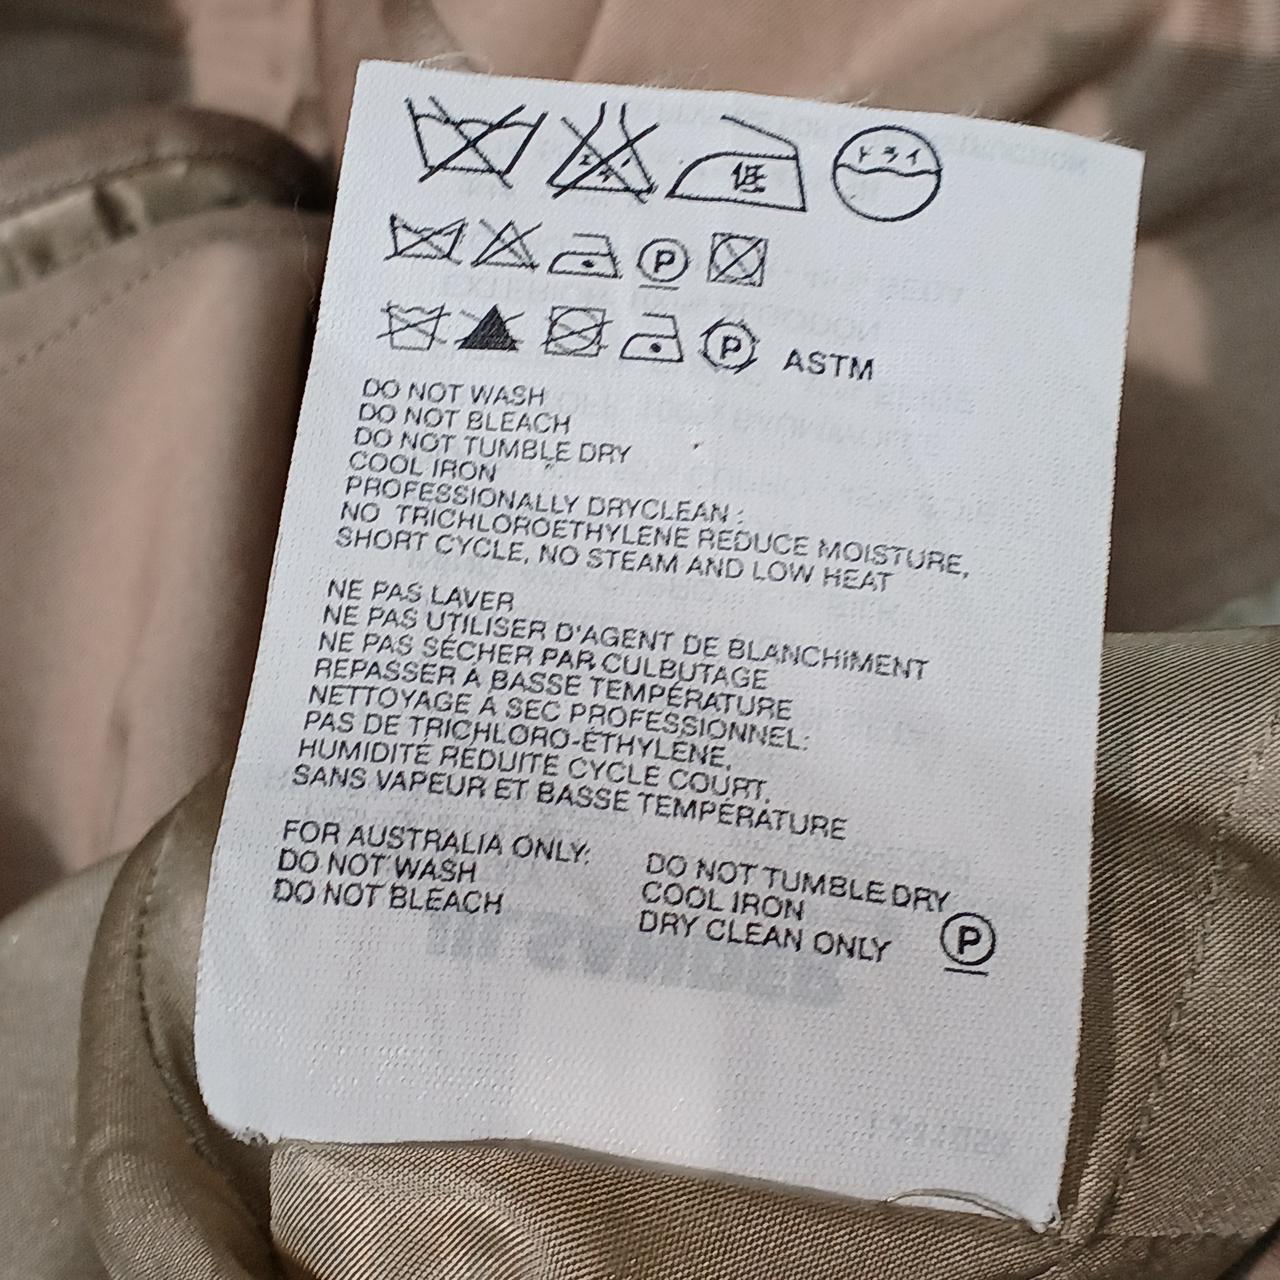 低 ドライ
P
P ASTM
DO NOT WASH
DO NOT BLEACH
DO NOT TUMBLE DRY
COOL IRON
PROFESSIONALLY DRYCLEAN :
NO TRICHLOROETHYLENE REDUCE MOISTURE,
SHORT CYCLE, NO STEAM AND LOW HEAT
NE PAS LAVER
NE PAS UTILISER D'AGENT DE BLANCHIMENT
NE PAS SÉCHER PAR CULBUTAGE
REPASSER À BASSE TEMPÉRATURE
NETTOYAGE À SEC PROFESSIONNEL:
PAS DE TRICHLORO-ÉTHYLÈNE,
HUMIDITÉ RÉDUITE CYCLE COURT,
SANS VAPEUR ET BASSE TEMPÉRATURE
FOR AUSTRALIA ONLY:
DO NOT WASH
DO NOT BLEACH
DO NOT TUMBLE DRY
COOL IRON
DRY CLEAN ONLY P